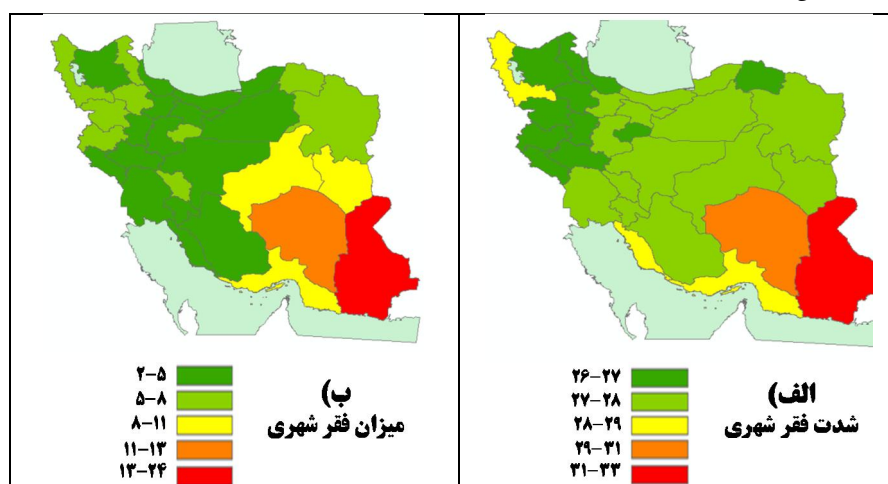 الف)
شدت فقر شهری
۲۶-۲۷
۲۷-۲۸
۲۸-۲۹
۲۹-۳۱
۳۱-۳۳
ب)
میزان فقر شهری
۲-۵
۵-۸
۸-۱۱
۱۱-۱۳
۱۳-۲۴